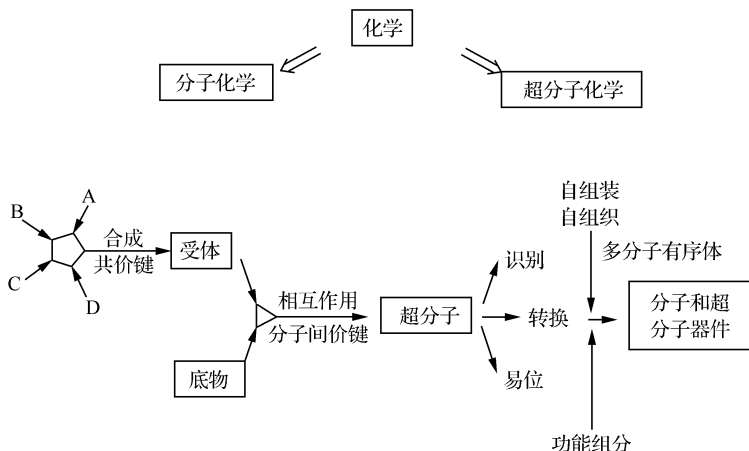 化学
分子化学
超分子化学
A
B
C
D
合成
共价键
受体
底物
相互作用
分子间价键
超分子
识别
转换
易位
自组装
自组织
多分子有序体
功能组分
分子和超
分子器件